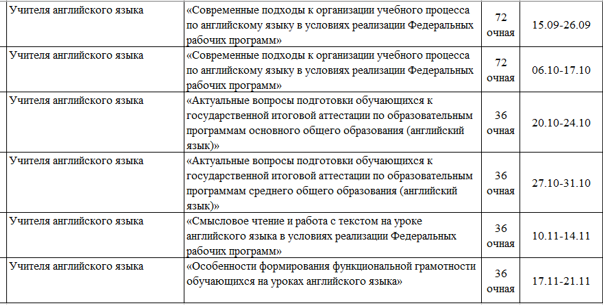 Учителя английского языка
«Современные подходы к организации учебного процесса
по английскому языку в условиях реализации Федеральных
рабочих программ»
72
очная
15.09-26.09
Учителя английского языка
«Современные подходы к организации учебного процесса
по английскому языку в условиях реализации Федеральных
рабочих программ»
72
очная
06.10-17.10
Учителя английского языка
«Актуальные вопросы подготовки обучающихся к
государственной итоговой аттестации по образовательным
программам основного общего образования (английский
язык)»
36
очная
20.10-24.10
Учителя английского языка
«Актуальные вопросы подготовки обучающихся к
государственной итоговой аттестации по образовательным
программам среднего общего образования (английский
язык)»
36
очная
27.10-31.10
Учителя английского языка
«Смысловое чтение и работа с текстом на уроке
английского языка в условиях реализации Федеральных
рабочих программ»
36
очная
10.11-14.11
Учителя английского языка
«Особенности формирования функциональной грамотности
обучающихся на уроках английского языка»
36
очная
17.11-21.11